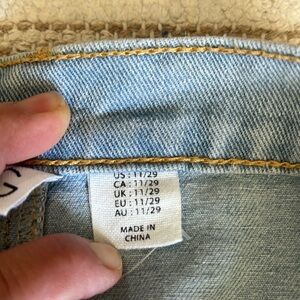 US : 11/29
CA : 11/29
UK : 11/29
EU : 11/29
AU : 11/29
MADE IN
CHINA